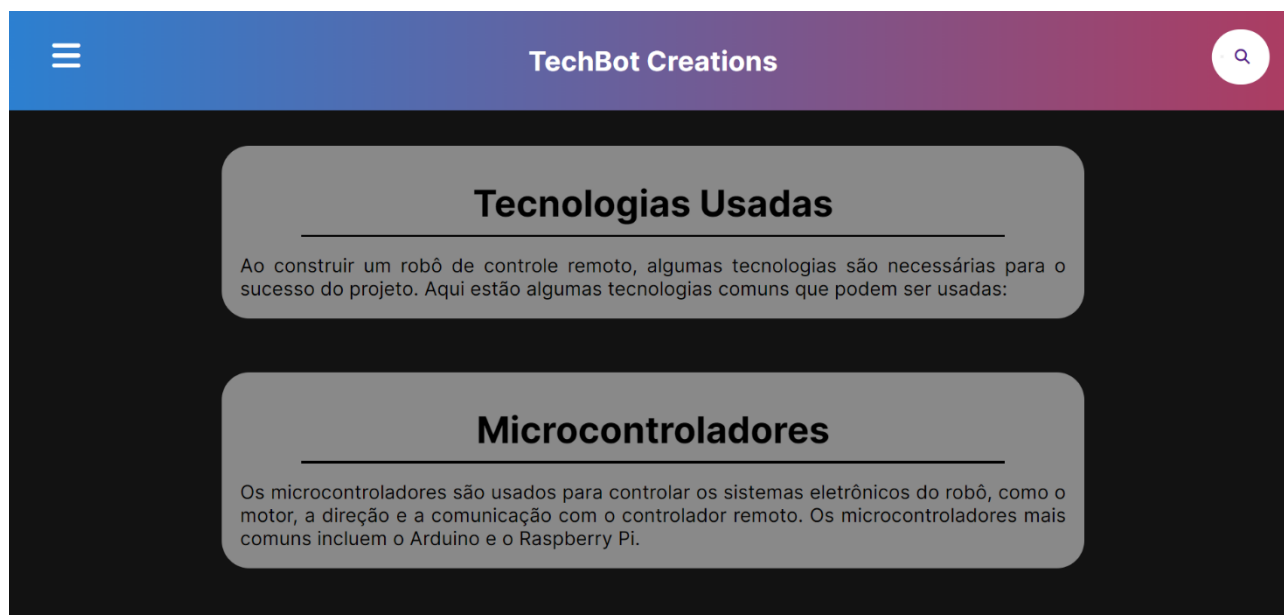 TechBot Creations
Tecnologias Usadas
Ao construir um robô de controle remoto, algumas tecnologias são necessárias para o
sucesso do projeto. Aqui estão algumas tecnologias comuns que podem ser usadas:
Microcontroladores
Os microcontroladores são usados para controlar os sistemas eletrônicos do robô, como o
motor, a direção e a comunicação com o controlador remoto. Os microcontroladores mais
comuns incluem o Arduino e o Raspberry Pi.